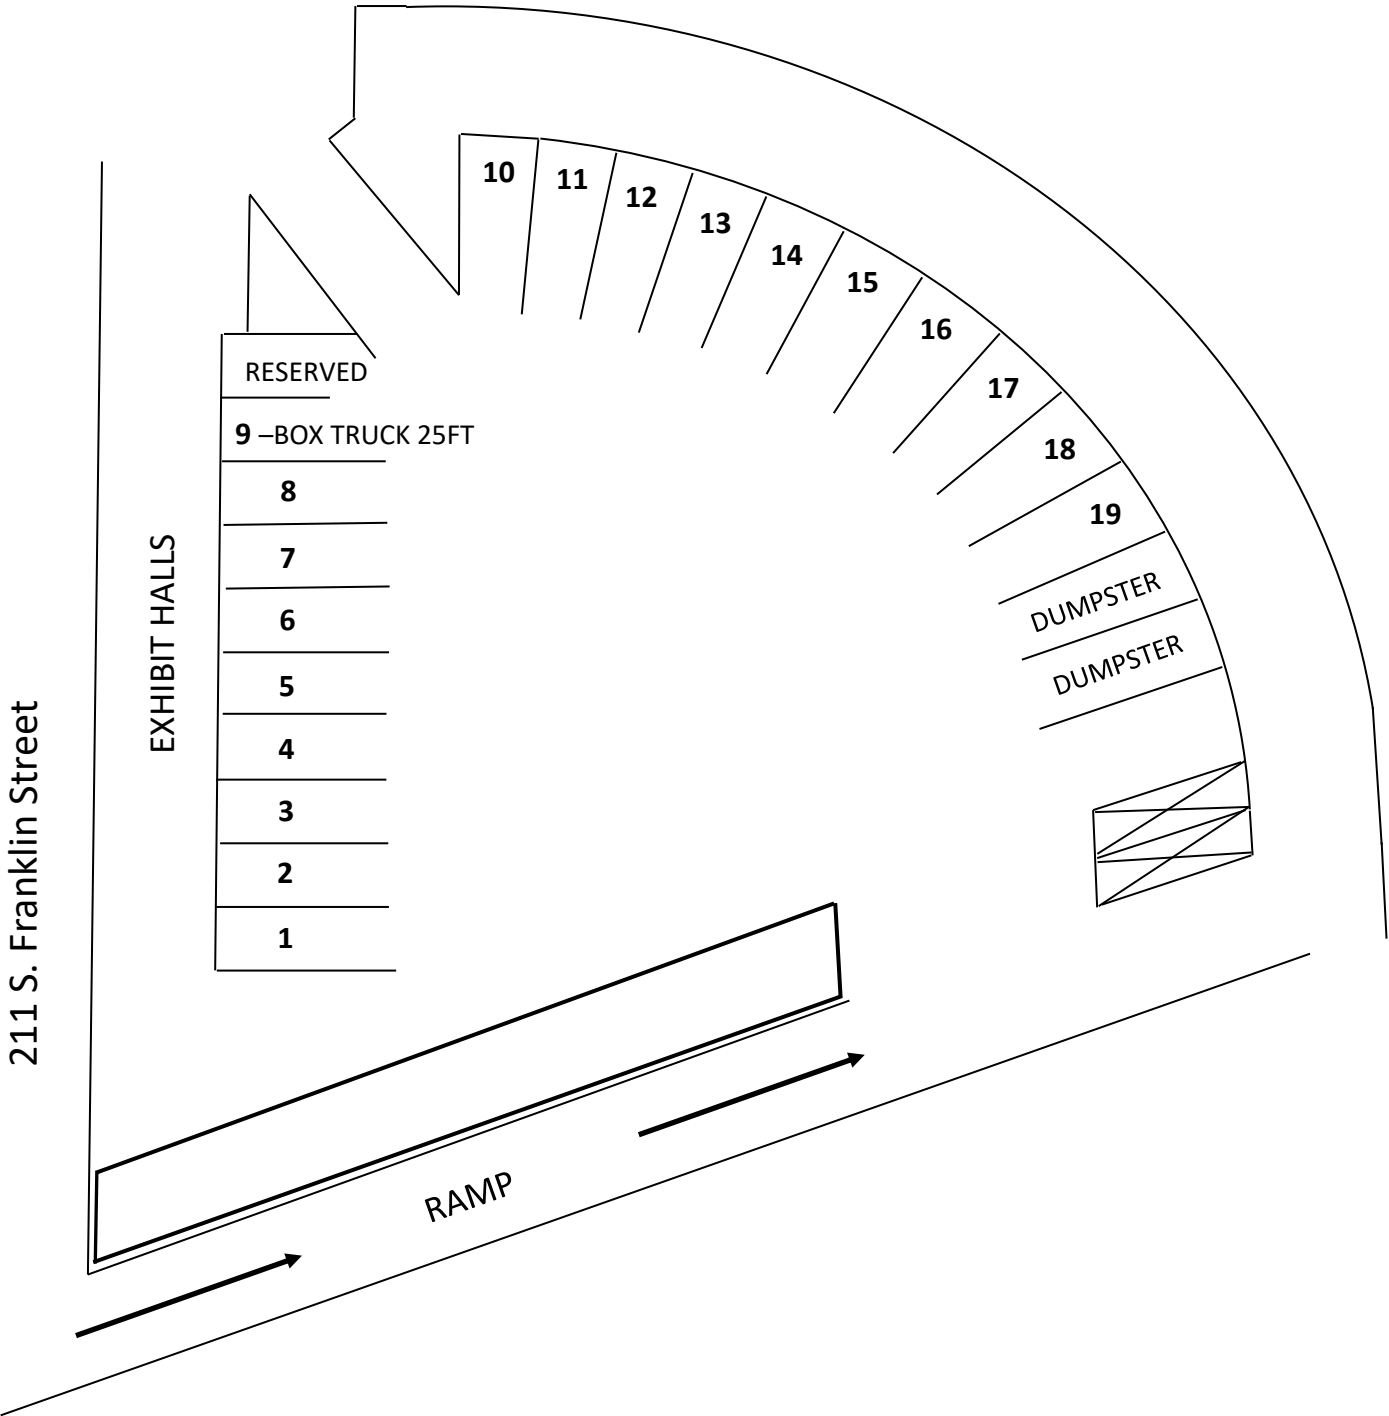 10
11
12
13
14
15
16
17
18
19
DUMPSTER
DUMPSTER
RESERVED
9 –BOX TRUCK 25FT
8
7
6
5
4
3
2
1
EXHIBIT HALLS
211 S. Franklin Street
RAMP